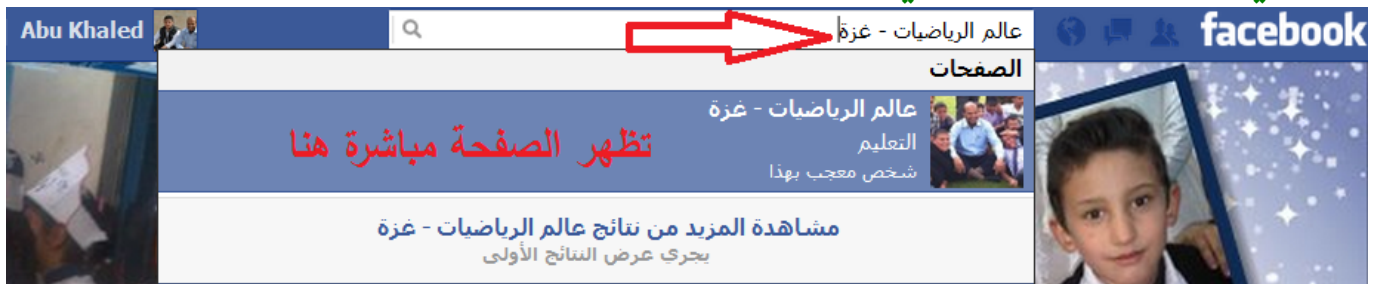 facebook
عالم الرياضيات - غزة
Abu Khaled
الصفحات
عالم الرياضيات - غزة
التعليم
شخص معجب بهذا
تظهر الصفحة مباشرة هنا
مشاهدة المزيد من نتائج عالم الرياضيات - غزة
يجري عرض النتائج الأولى